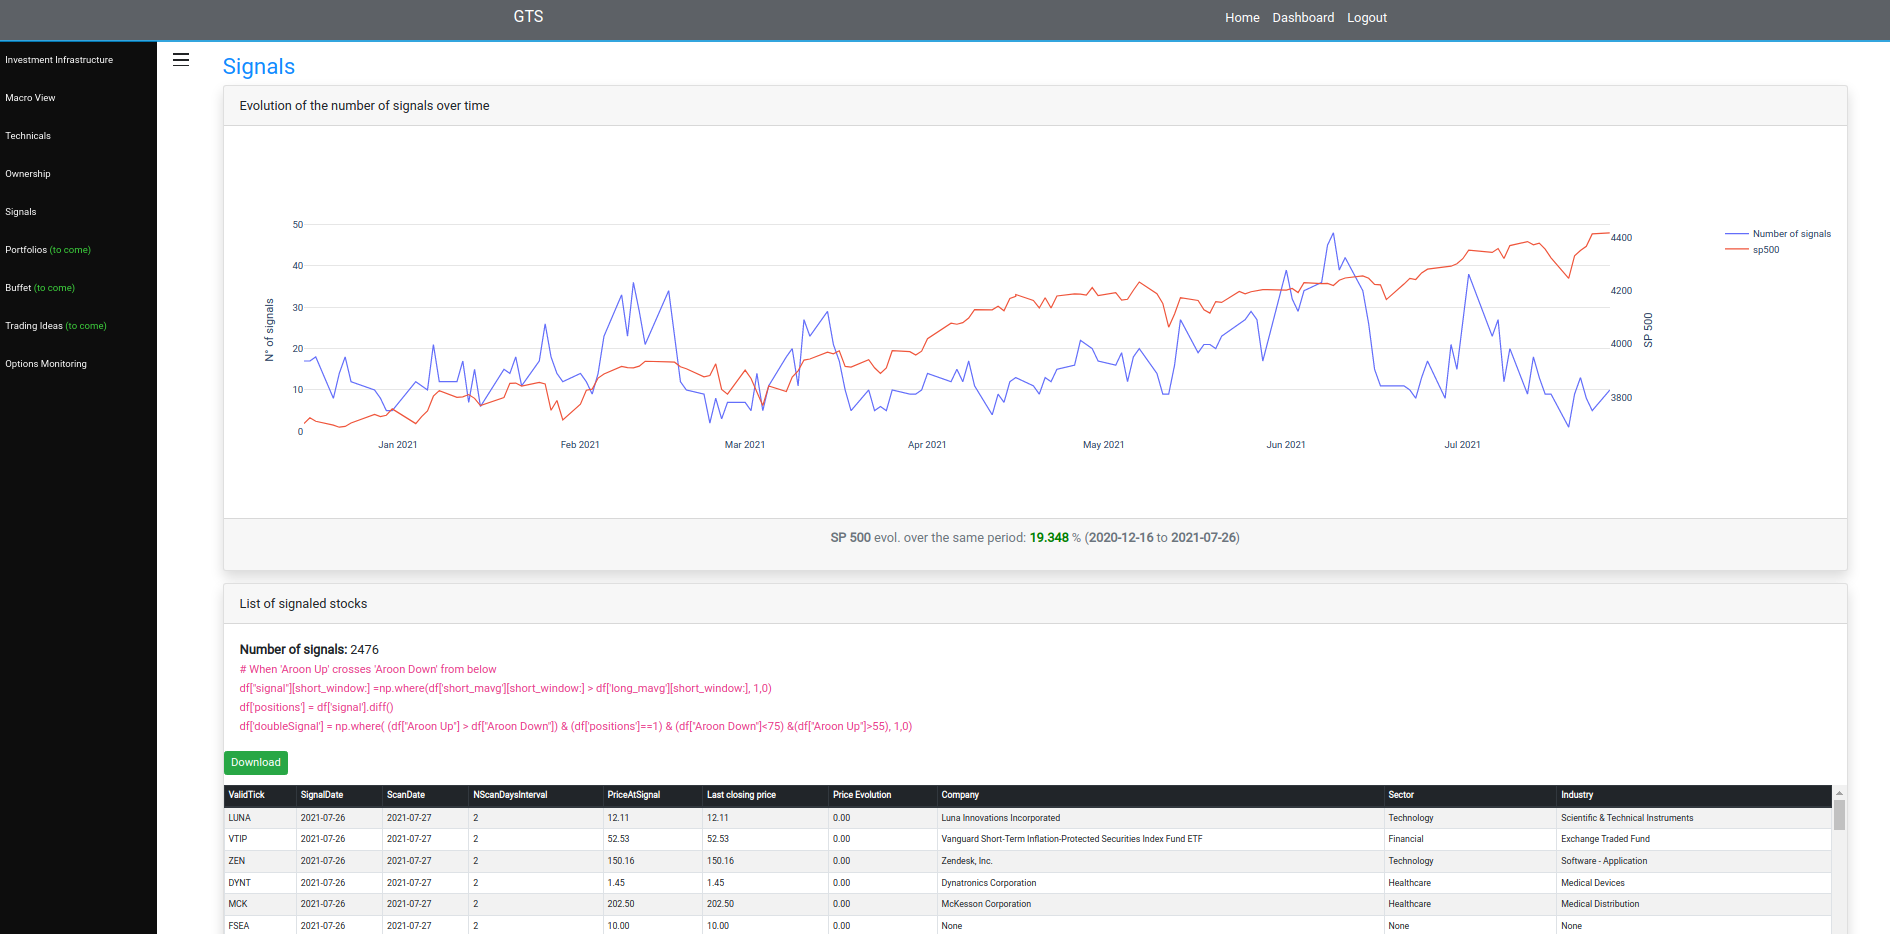 GTS
Home Dashboard Logout
Investment Infrastructure
Macro View
Technicals
Ownership
Signals
Portfolios (to come)
Buffet (to come)
Trading Ideas (to come)
Options Monitoring
Signals
Evolution of the number of signals over time
50
40
30
20
10
0
N° of signals
Jan 2021
Feb 2021
Mar 2021
Apr 2021
May 2021
Jun 2021
Jul 2021
4400
4200
4000
3800
SP 500
Number of signals
sp500
SP 500 evol. over the same period: 19.348 % (2020-12-16 to 2021-07-26)
List of signaled stocks
Number of signals: 2476
# When 'Aroon Up' crosses 'Aroon Down' from below
df["signal"][short_window:] =np.where(df['short_mavg'][short_window:] > df['long_mavg'][short_window:], 1,0)
df['positions'] = df['signal'].diff()
df['doubleSignal'] = np.where( (df["Aroon Up"] > df["Aroon Down"]) & (df['positions']==1) & (df["Aroon Down"]<75) &(df["Aroon Up"]>55), 1,0)
Download
ValidTick SignalDate ScanDate NScanDaysInterval PriceAtSignal Last closing price Price Evolution Company Sector Industry
LUNA 2021-07-26 2021-07-27 2 12.11 12.11 0.00 Luna Innovations Incorporated Technology Scientific & Technical Instruments
VTIP 2021-07-26 2021-07-27 2 52.53 52.53 0.00 Vanguard Short-Term Inflation-Protected Securities Index Fund ETF Financial Exchange Traded Fund
ZEN 2021-07-26 2021-07-27 2 150.16 150.16 0.00 Zendesk, Inc. Technology Software - Application
DYNT 2021-07-26 2021-07-27 2 1.45 1.45 0.00 Dynatronics Corporation Healthcare Medical Devices
MCK 2021-07-26 2021-07-27 2 202.50 202.50 0.00 McKesson Corporation Healthcare Medical Distribution
FSEA 2021-07-26 2021-07-27 2 10.00 10.00 0.00 None None None